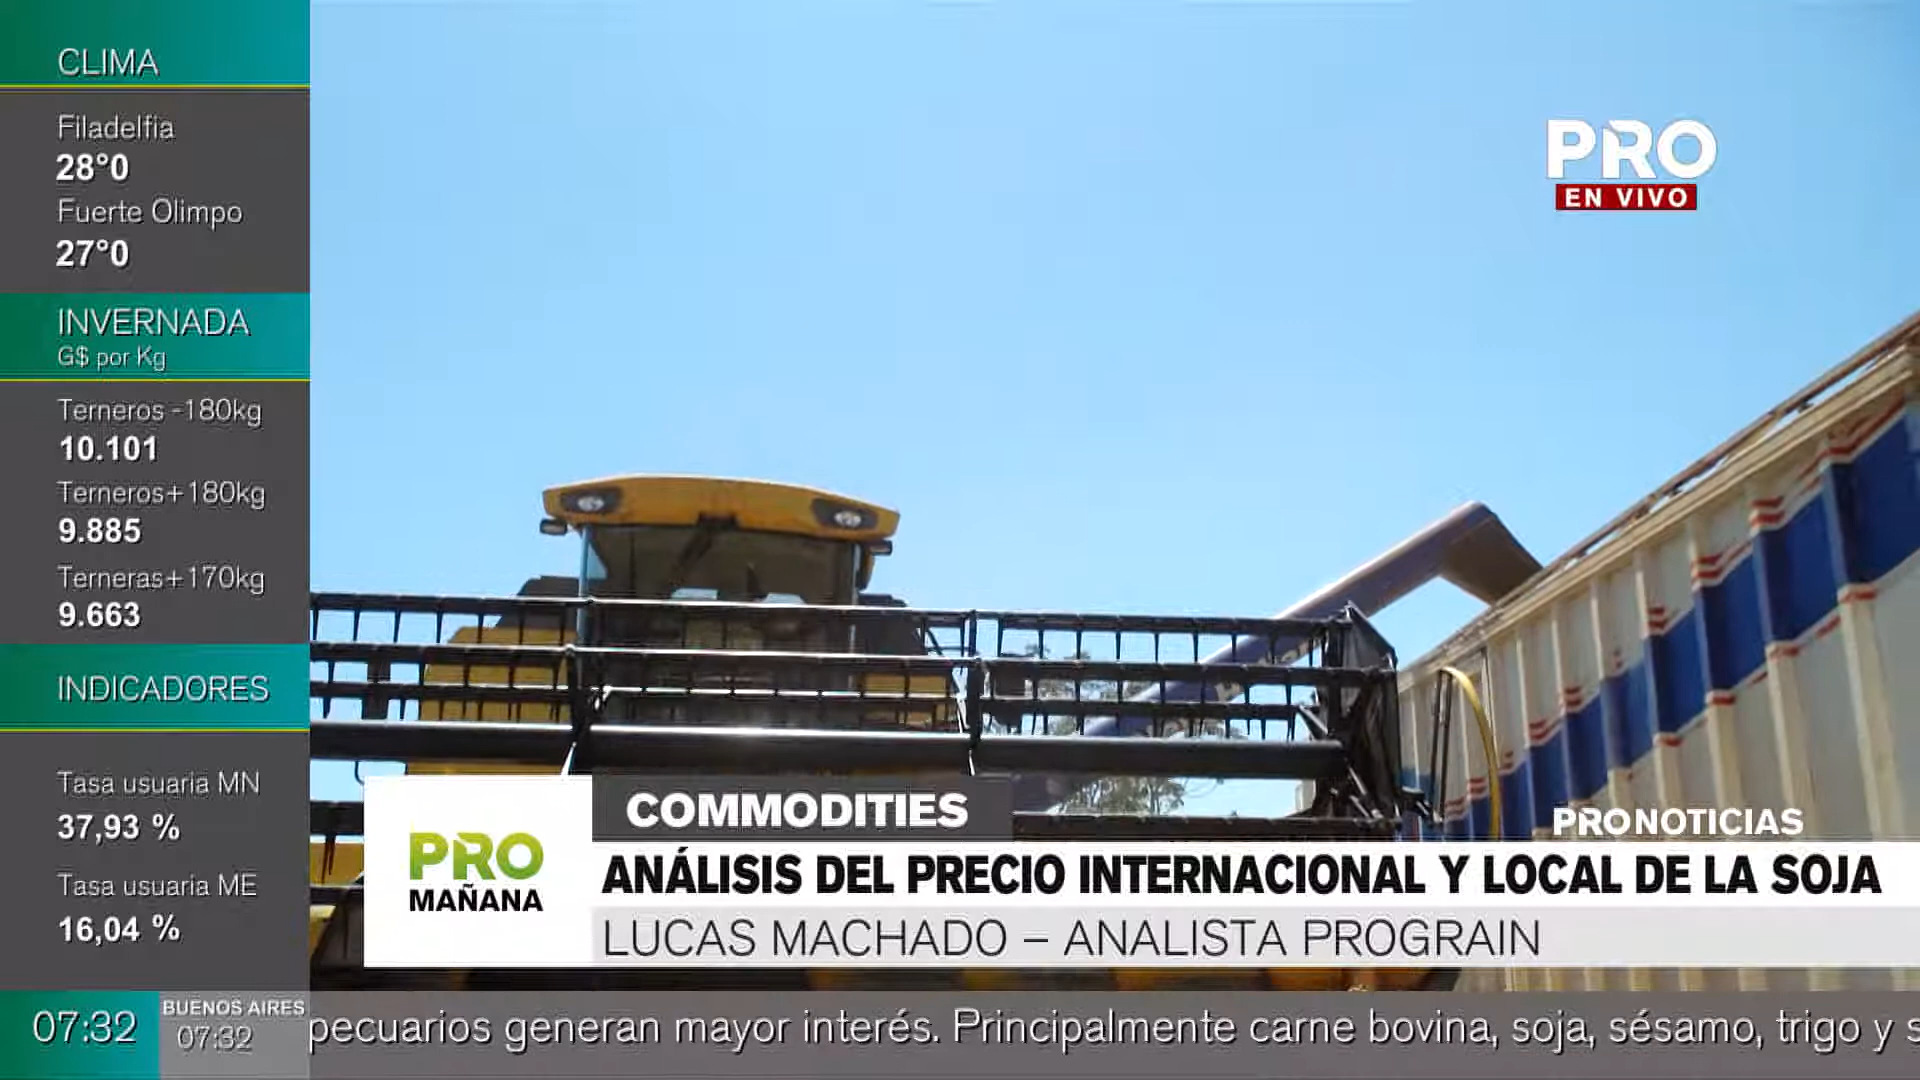 CLIMA
Filadelfia
28°0
Fuerte Olimpo
27°0
INVERNADA
G$ por Kg
Terneros -180kg
10.101
Terneros+180kg
9.885
Terneras+170kg
9.663
INDICADORES
Tasa usuaria MN
37,93 %
Tasa usuaria ME
16,04 %
PRO
EN VIVO
COMMODITIES
PRONOTICIAS
PRO
MAÑANA
ANÁLISIS DEL PRECIO INTERNACIONAL Y LOCAL DE LA SOJA
LUCAS MACHADO – ANALISTA PROGRAIN
07:32
BUENOS AIRES
07:32
pecuarios generan mayor interés. Principalmente carne bovina, soja, sésamo, trigo y s